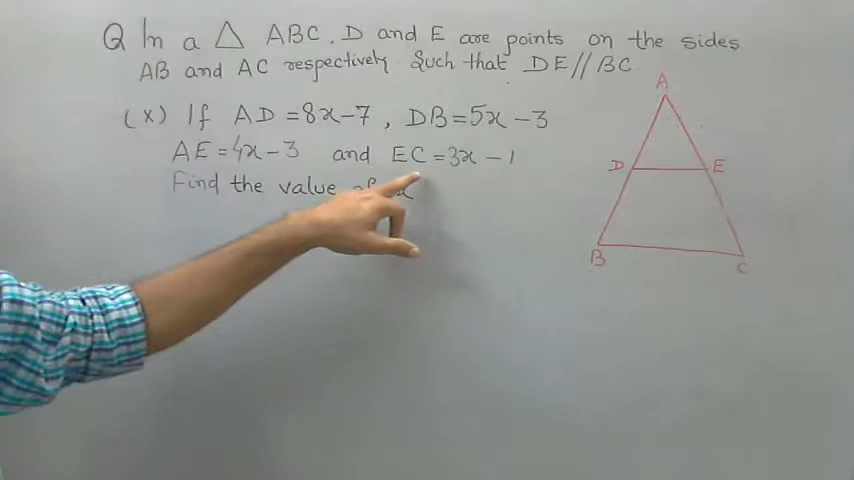 Q In a △ ABC, D and E are points on the sides
AB and AC respectively such that DE // BC
(x) If AD = 8x - 7 , DB = 5x - 3
AE = 4x - 3 and EC = 3x - 1
Find the value of x
A
D E
B C